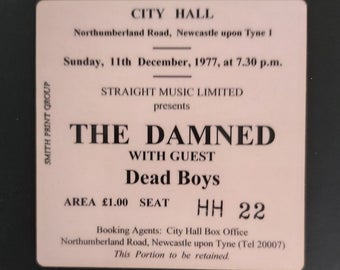 CITY HALL
Northumberland Road, Newcastle upon Tyne 1
Sunday, 11th December, 1977, at 7.30 p.m.
STRAIGHT MUSIC LIMITED
presents
THE DAMNED
WITH GUEST
Dead Boys
AREA £1.00 SEAT HH 22
Booking Agents: City Hall Box Office
Northumberland Road, Newcastle upon Tyne (Tel 20007)
This Portion to be retained.
SMITH PRINT GROUP